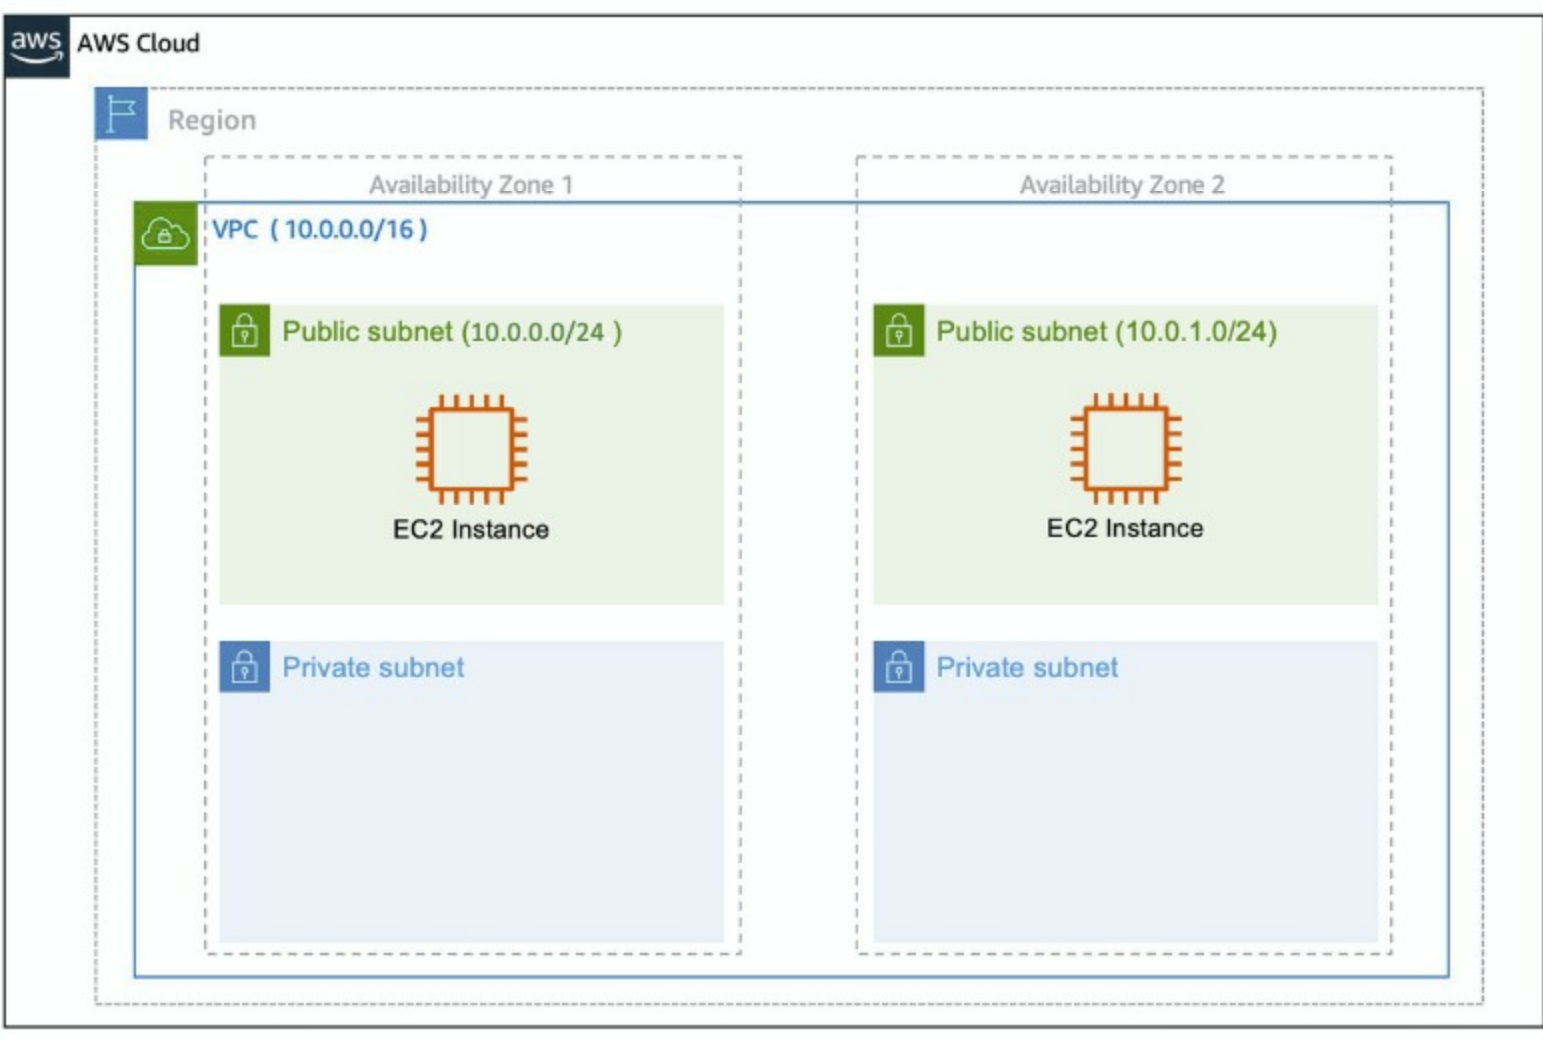 aws AWS Cloud
Region
Availability Zone 1
Availability Zone 2
VPC ( 10.0.0.0/16 )
Public subnet (10.0.0.0/24 )
Public subnet (10.0.1.0/24)
EC2 Instance
EC2 Instance
Private subnet
Private subnet